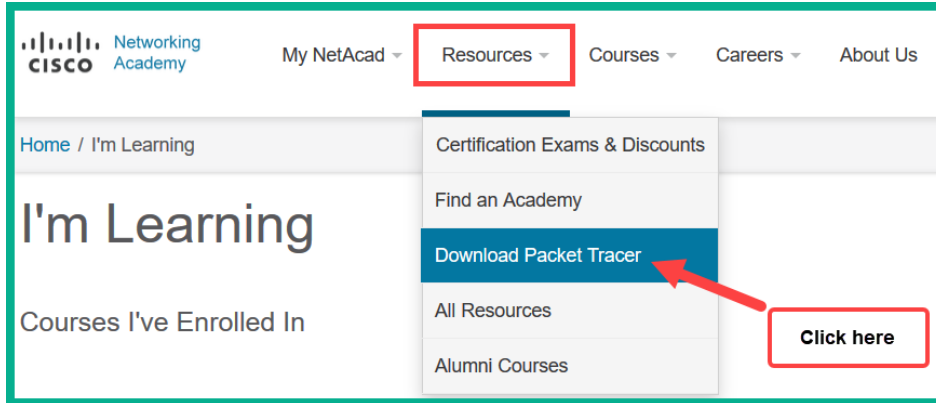 Networking
CISCO Academy
My NetAcad Resources Courses Careers About Us
Home / I'm Learning
Certification Exams & Discounts
Find an Academy
I'm Learning
Download Packet Tracer
All Resources
Courses I've Enrolled In
Click here
Alumni Courses